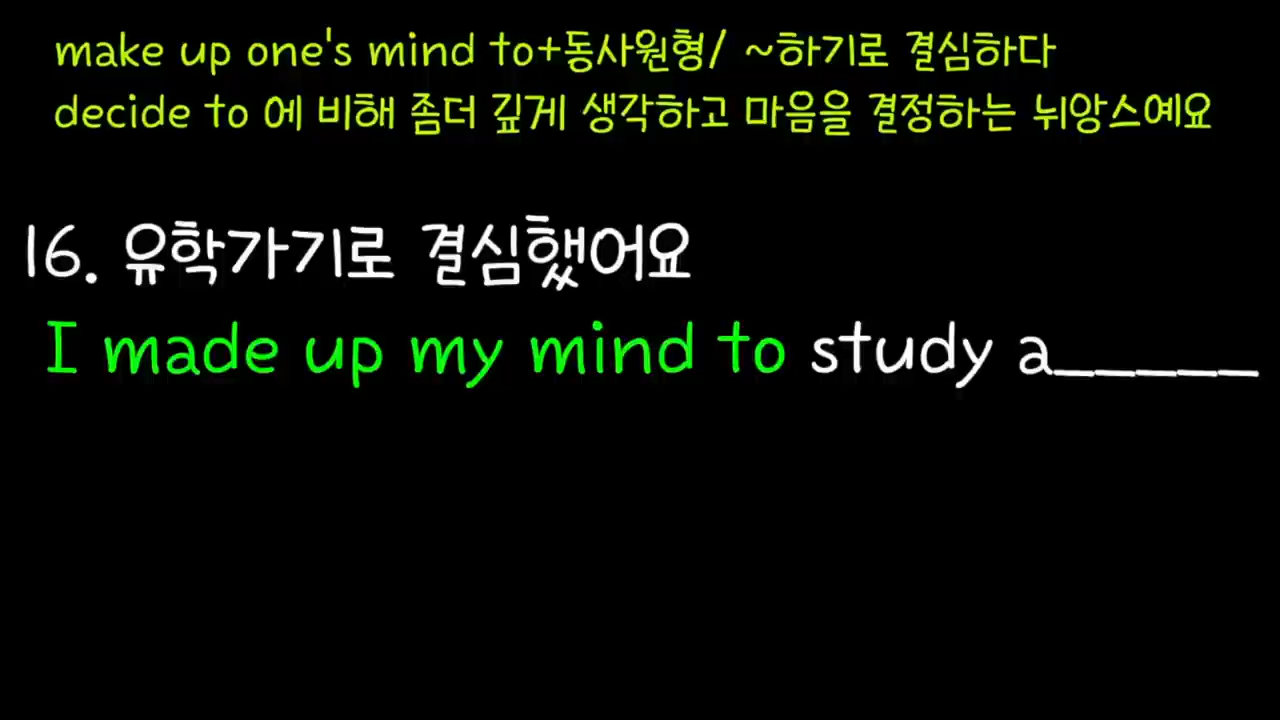 make up one's mind to+동사원형/ ~하기로 결심하다
decide to 에 비해 좀더 깊게 생각하고 마음을 결정하는 뉘앙스예요
16. 유학가기로 결심했어요
I made up my mind to study a_____